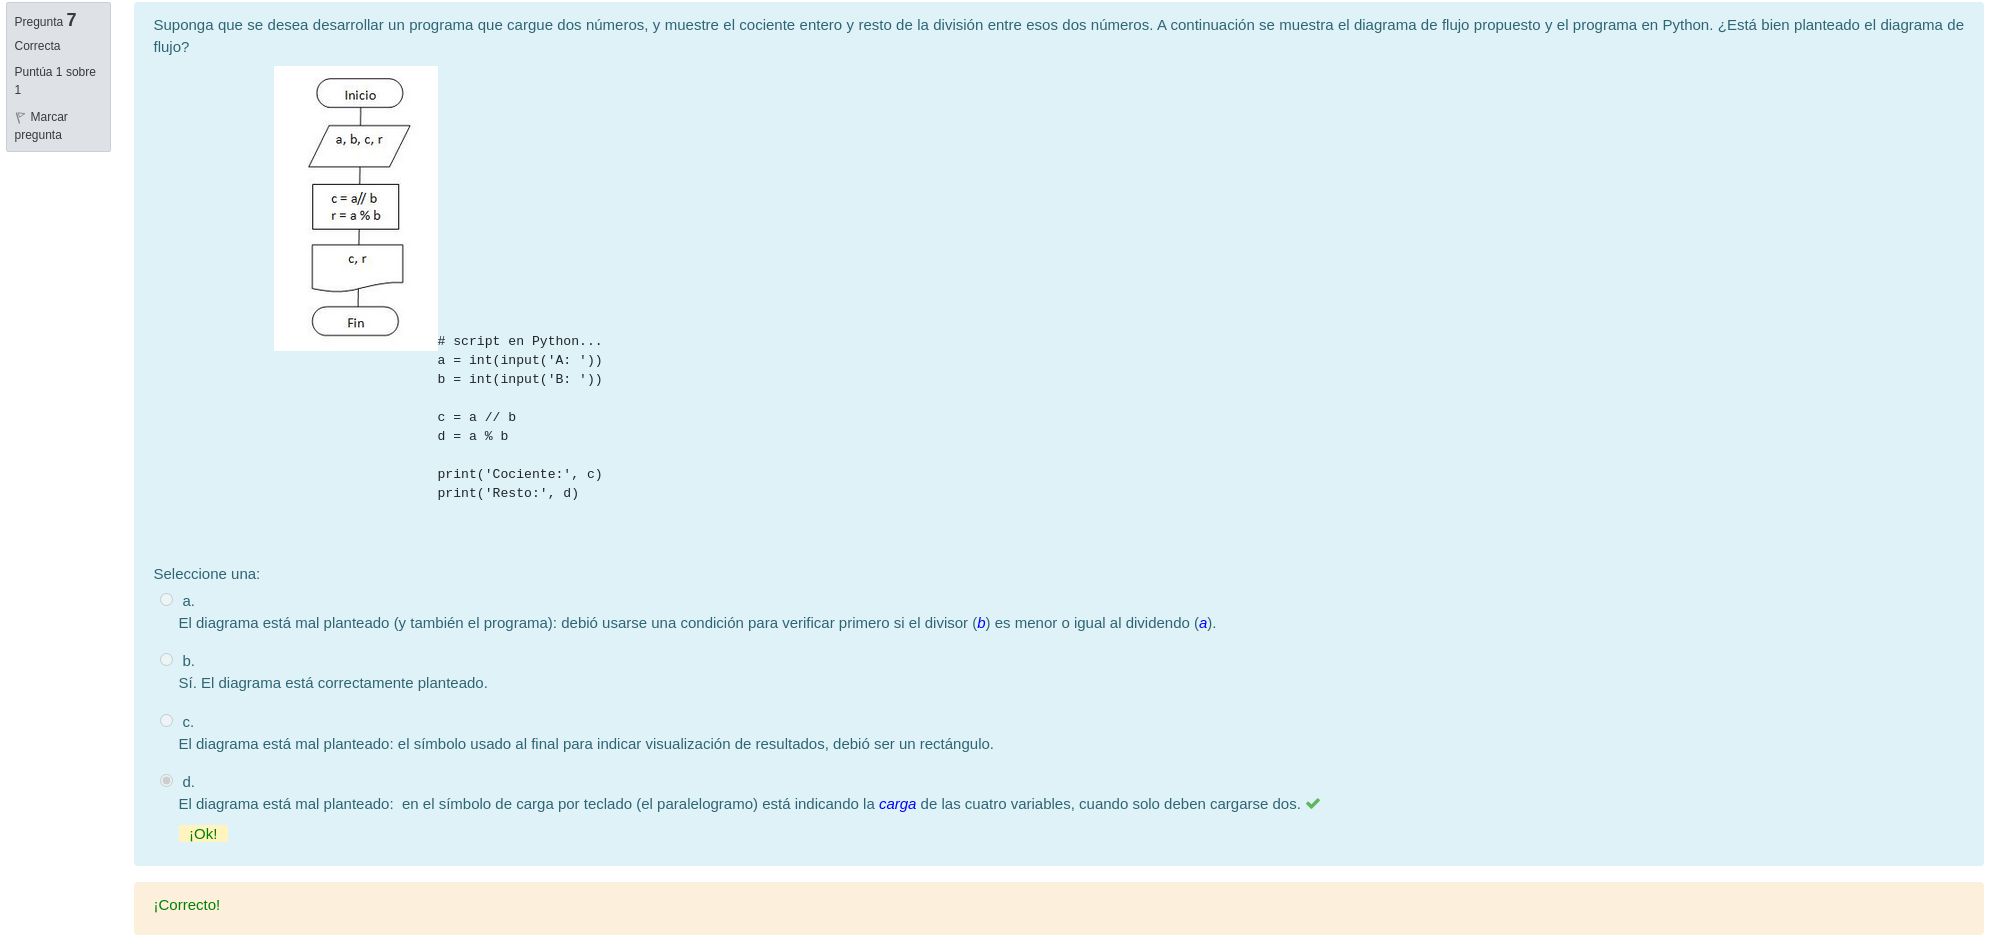 Pregunta 7
Correcta
Puntúa 1 sobre
1
Marcar
pregunta
Suponga que se desea desarrollar un programa que cargue dos números, y muestre el cociente entero y resto de la división entre esos dos números. A continuación se muestra el diagrama de flujo propuesto y el programa en Python. ¿Está bien planteado el diagrama de
flujo?
Inicio
a, b, c, r
c = a// b
r = a % b
c, r
Fin
# script en Python...
a = int(input('A: '))
b = int(input('B: '))
c = a // b
d = a % b
print('Cociente:', c)
print('Resto:', d)
Seleccione una:
a.
El diagrama está mal planteado (y también el programa): debió usarse una condición para verificar primero si el divisor (b) es menor o igual al dividendo (a).
b.
Sí. El diagrama está correctamente planteado.
c.
El diagrama está mal planteado: el símbolo usado al final para indicar visualización de resultados, debió ser un rectángulo.
d.
El diagrama está mal planteado:  en el símbolo de carga por teclado (el paralelogramo) está indicando la carga de las cuatro variables, cuando solo deben cargarse dos.
¡Ok!
¡Correcto!